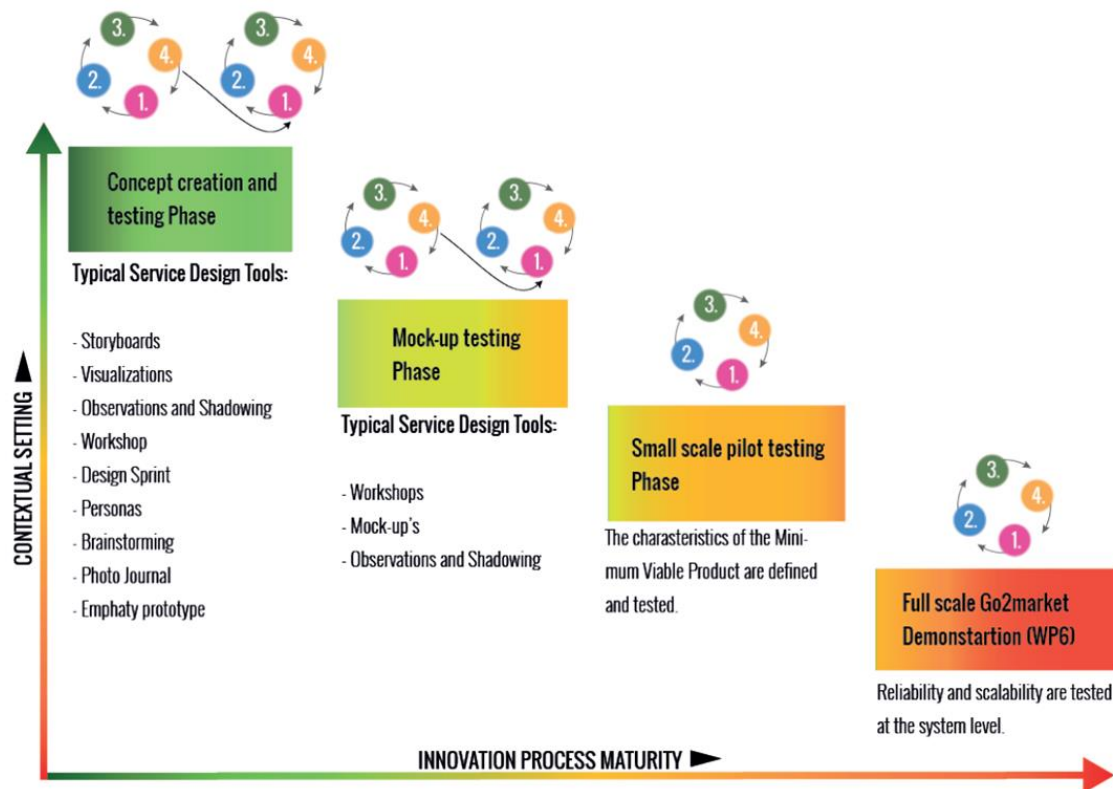 3.
4.
2.
1.
3.
4.
2.
1.
Concept creation and
testing Phase
Typical Service Design Tools:
- Storyboards
- Visualizations
- Observations and Shadowing
- Workshop
- Design Sprint
- Personas
- Brainstorming
- Photo Journal
- Emphaty prototype
3.
4.
2.
1.
3.
4.
2.
1.
Mock-up testing
Phase
Typical Service Design Tools:
- Workshops
- Mock-up's
- Observations and Shadowing
3.
4.
2.
1.
Small scale pilot testing
Phase
The charasteristics of the Mini-
mum Viable Product are defined
and tested.
3.
4.
2.
1.
Full scale Go2market
Demonstartion (WP6)
Reliability and scalability are tested
at the system level.
CONTEXTUAL SETTING
INNOVATION PROCESS MATURITY